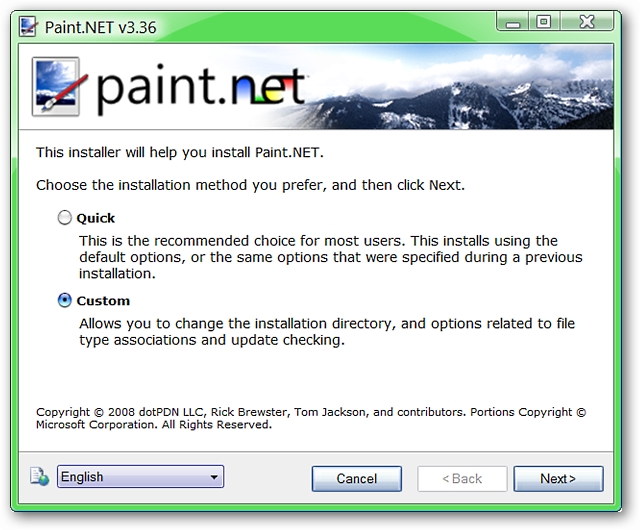 Paint.NET v3.36
paint.net
This installer will help you install Paint.NET.
Choose the installation method you prefer, and then click Next.
Quick
This is the recommended choice for most users. This installs using the
default options, or the same options that were specified during a previous
installation.
Custom
Allows you to change the installation directory, and options related to file
type associations and update checking.
Copyright © 2008 dotPDN LLC, Rick Brewster, Tom Jackson, and contributors. Portions Copyright ©
Microsoft Corporation. All Rights Reserved.
English
Cancel
< Back
Next >